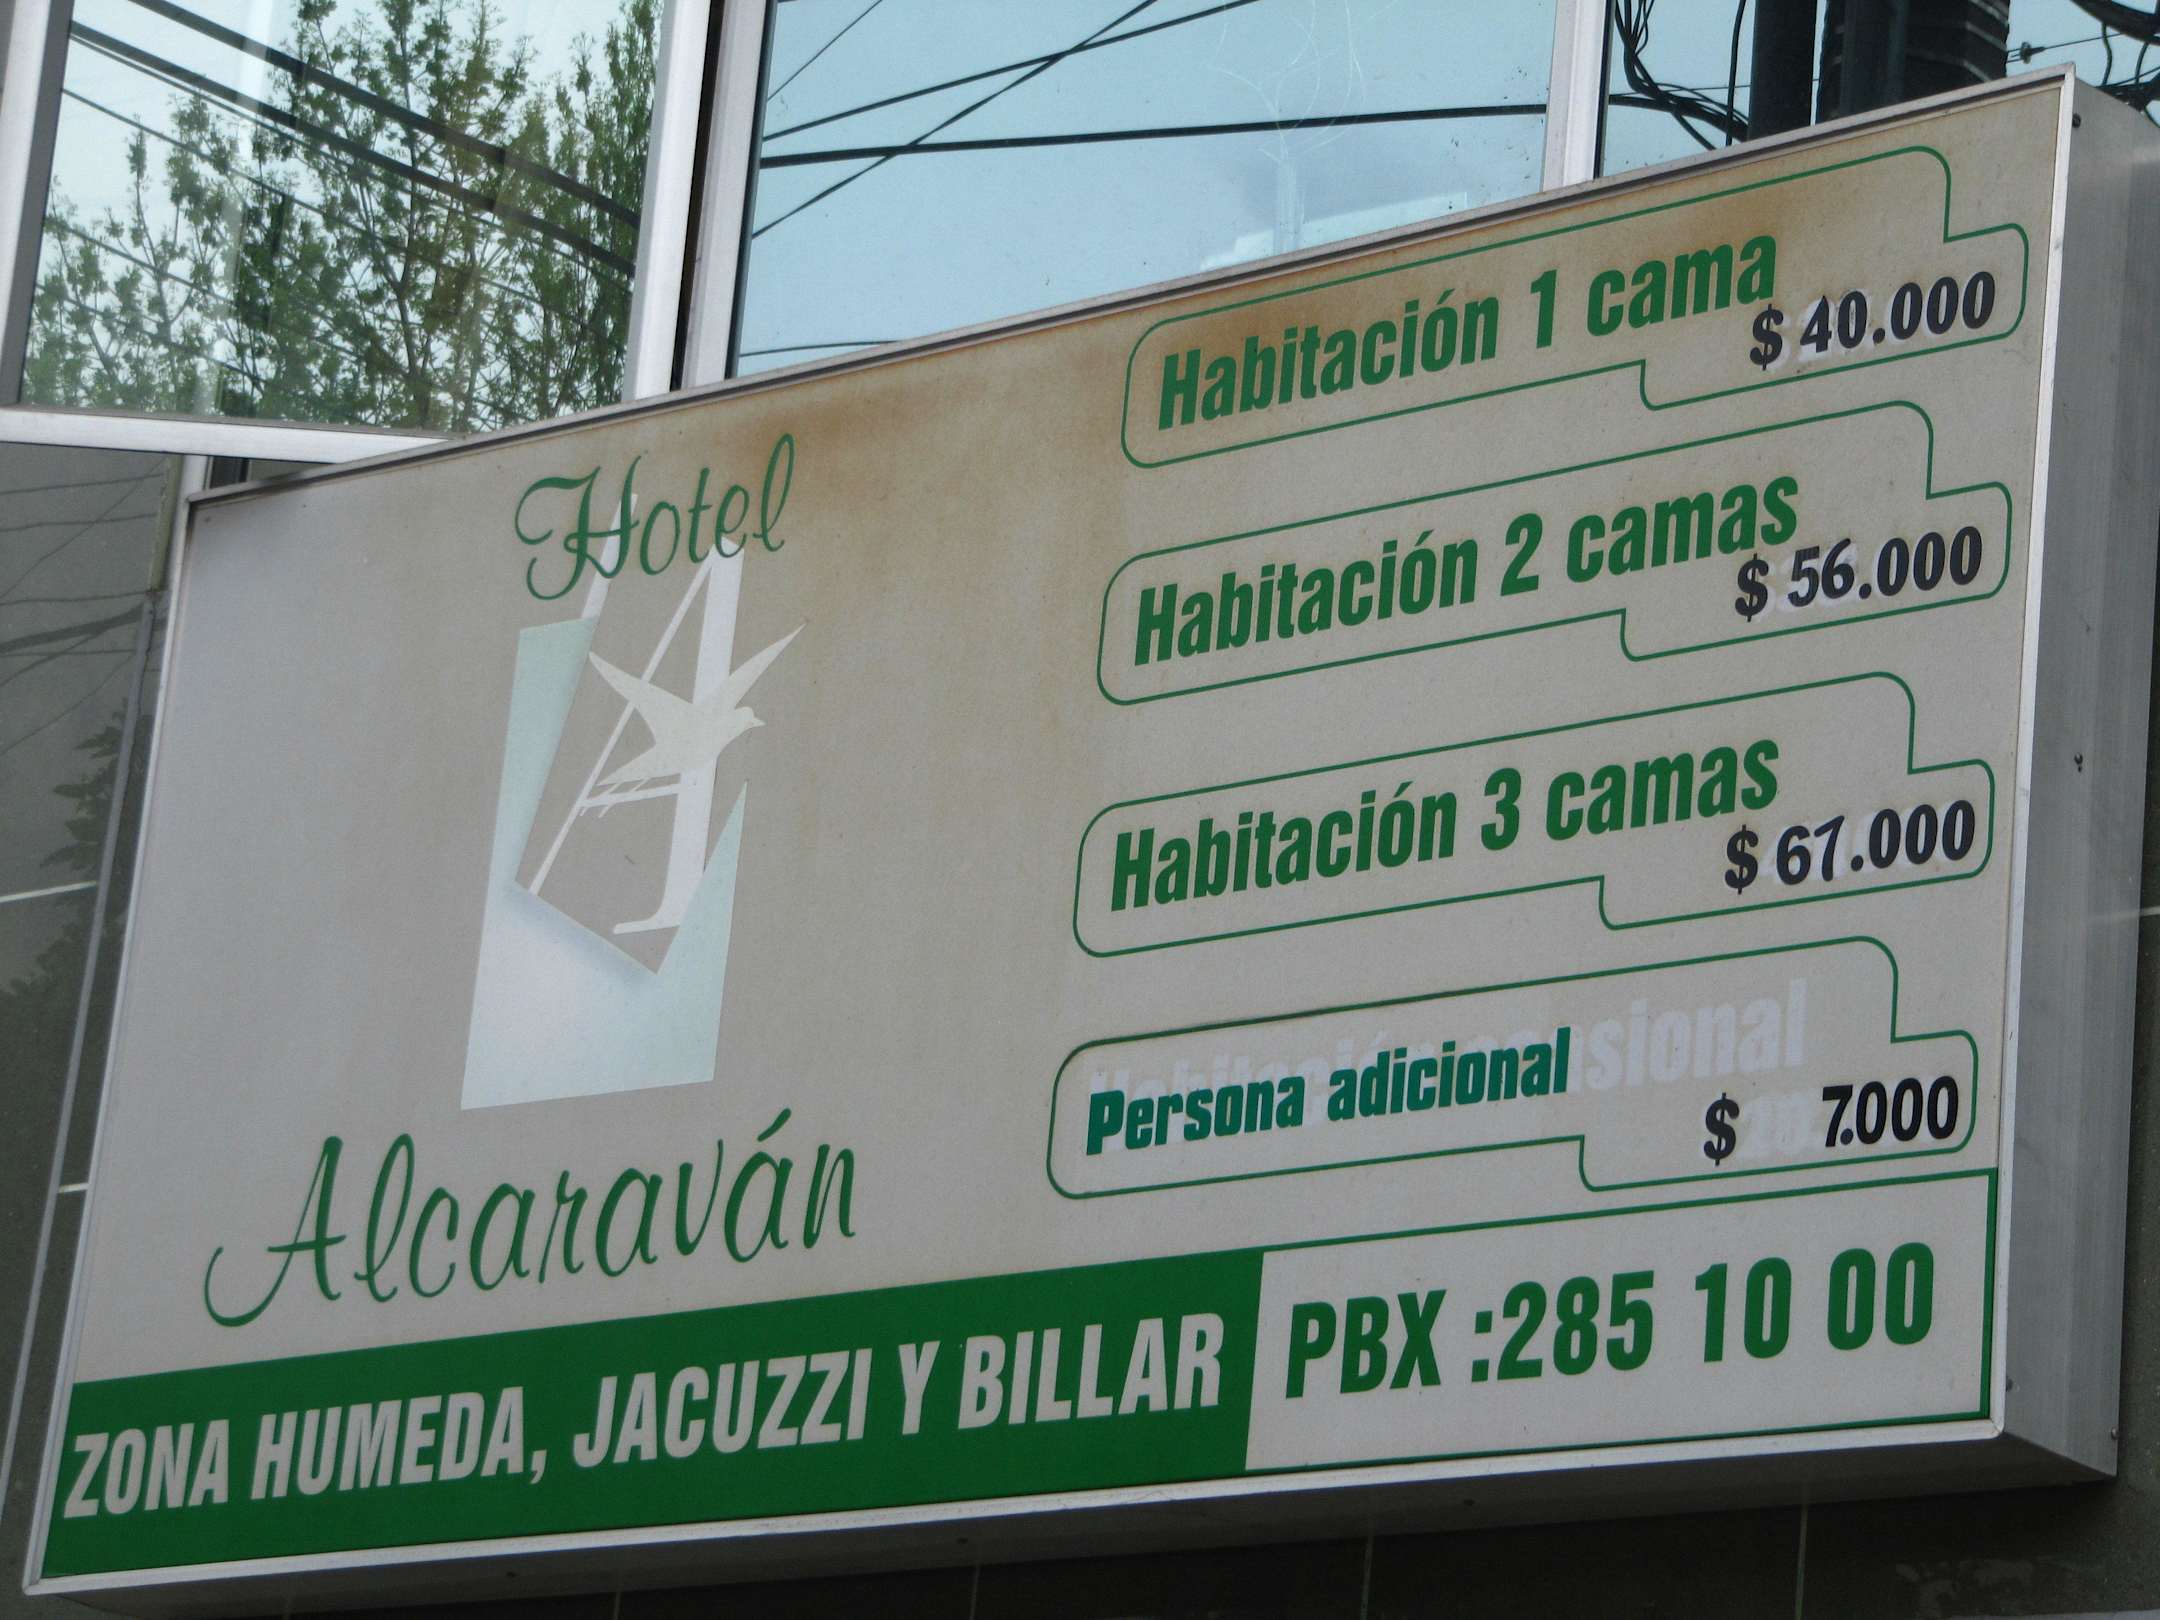 Hotel
Alcaraván
Habitación 1 cama
$ 40.000
Habitación 2 camas
$ 56.000
Habitación 3 camas
$ 67.000
Persona adicional
$ 7.000
ZONA HUMEDA, JACUZZI Y BILLAR
PBX :285 10 00